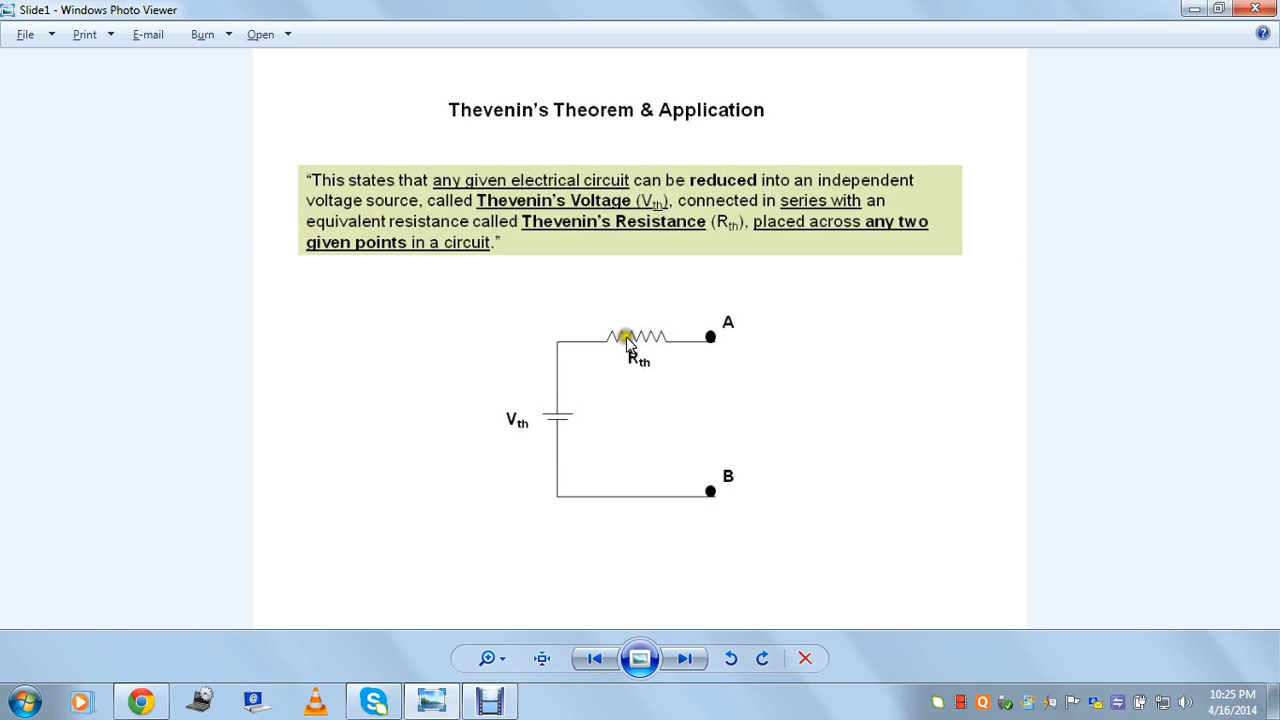 Slide1 - Windows Photo Viewer
File Print E-mail Burn Open
Thevenin's Theorem & Application
“This states that any given electrical circuit can be reduced into an independent
voltage source, called Thevenin's Voltage (Vth), connected in series with an
equivalent resistance called Thevenin's Resistance (Rth), placed across any two
given points in a circuit.”
A
Rth
Vth
B
10:25 PM
4/16/2014